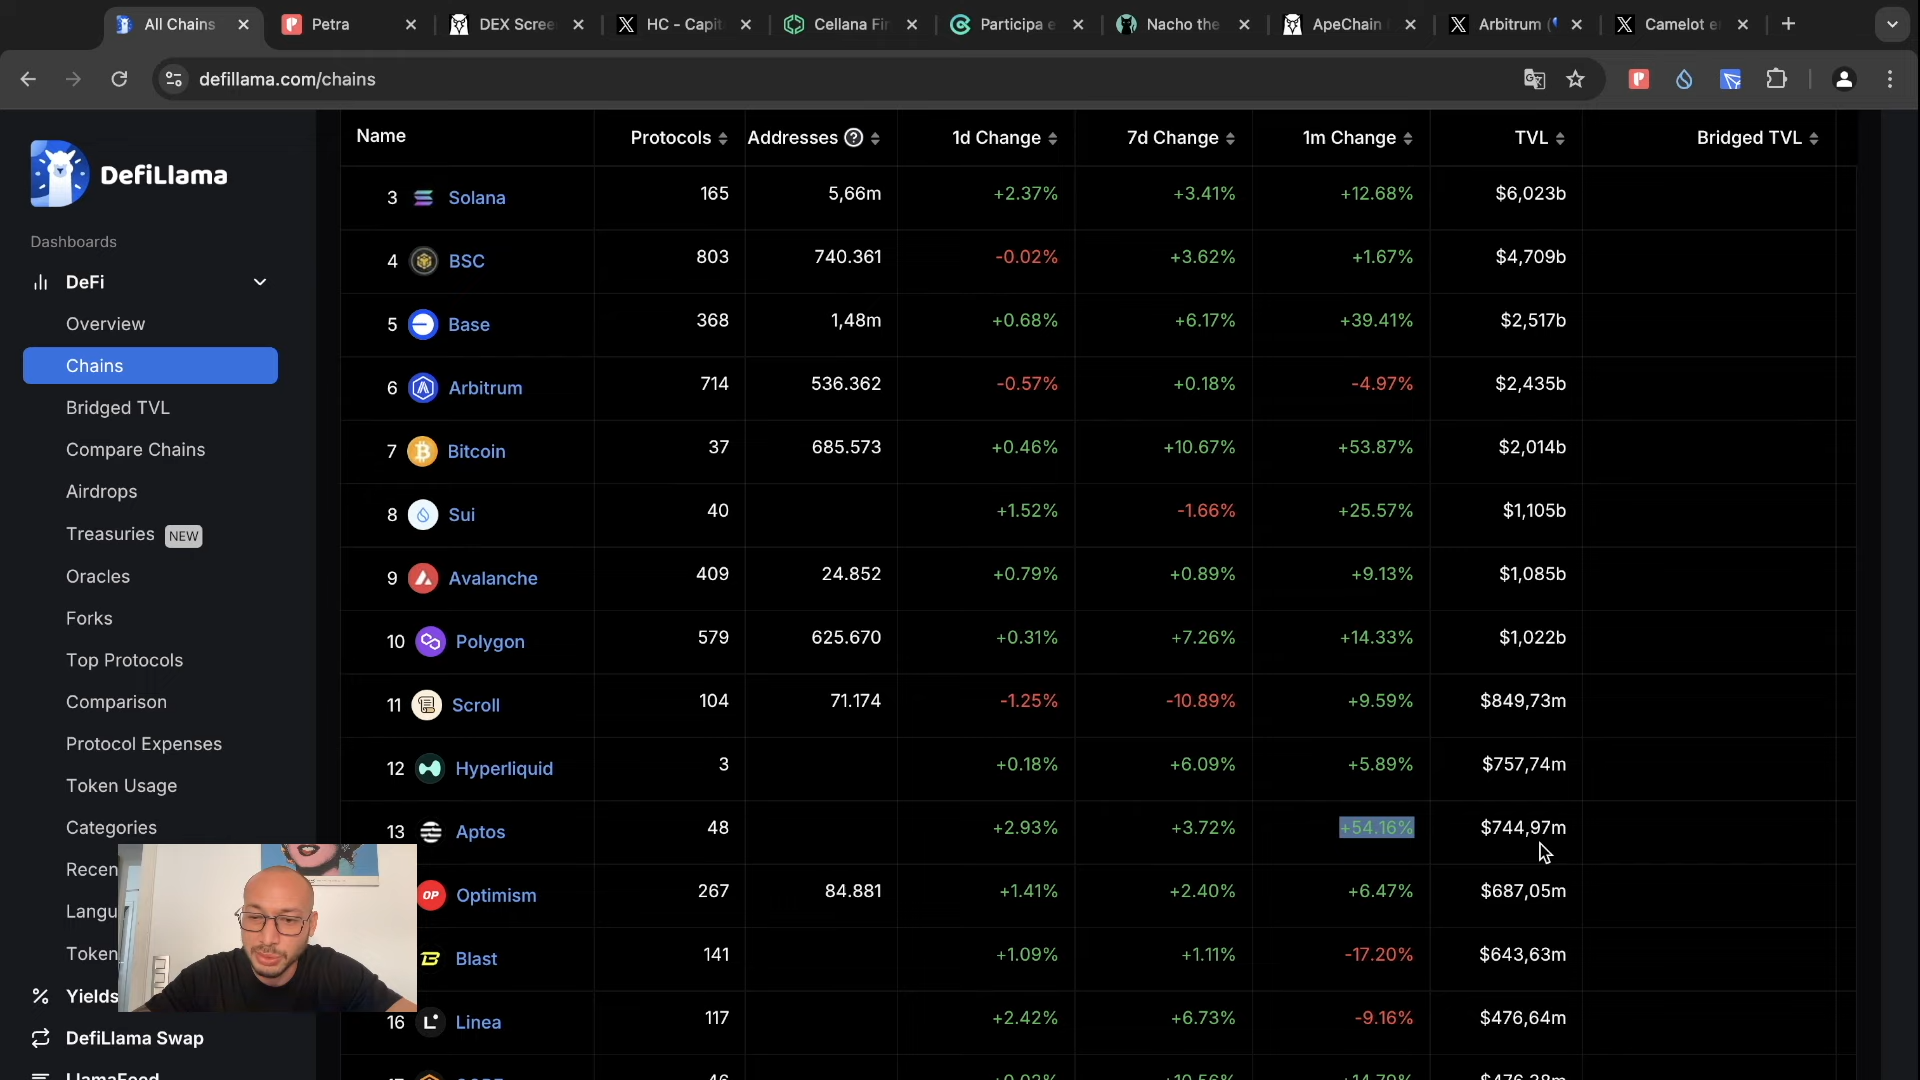 All Chains
Petra
DEX Scree
HC - Capit
Cellana Fi
Participa e
Nacho the
ApeChain
Arbitrum (
Camelot e
defillama.com/chains
DefiLlama
Dashboards
DeFi
Overview
Chains
Bridged TVL
Compare Chains
Airdrops
Treasuries NEW
Oracles
Forks
Top Protocols
Comparison
Protocol Expenses
Token Usage
Categories
Recen
Langu
Token
Yields
DefiLlama Swap
Name Protocols Addresses 1d Change 7d Change 1m Change TVL Bridged TVL
3 Solana 165 5,66m +2.37% +3.41% +12.68% $6,023b
4 BSC 803 740.361 -0.02% +3.62% +1.67% $4,709b
5 Base 368 1,48m +0.68% +6.17% +39.41% $2,517b
6 Arbitrum 714 536.362 -0.57% +0.18% -4.97% $2,435b
7 Bitcoin 37 685.573 +0.46% +10.67% +53.87% $2,014b
8 Sui 40 +1.52% -1.66% +25.57% $1,105b
9 Avalanche 409 24.852 +0.79% +0.89% +9.13% $1,085b
10 Polygon 579 625.670 +0.31% +7.26% +14.33% $1,022b
11 Scroll 104 71.174 -1.25% -10.89% +9.59% $849,73m
12 Hyperliquid 3 +0.18% +6.09% +5.89% $757,74m
13 Aptos 48 +2.93% +3.72% +54.16% $744,97m
OP Optimism 267 84.881 +1.41% +2.40% +6.47% $687,05m
Blast 141 +1.09% +1.11% -17.20% $643,63m
16 Linea 117 +2.42% +6.73% -9.16% $476,64m